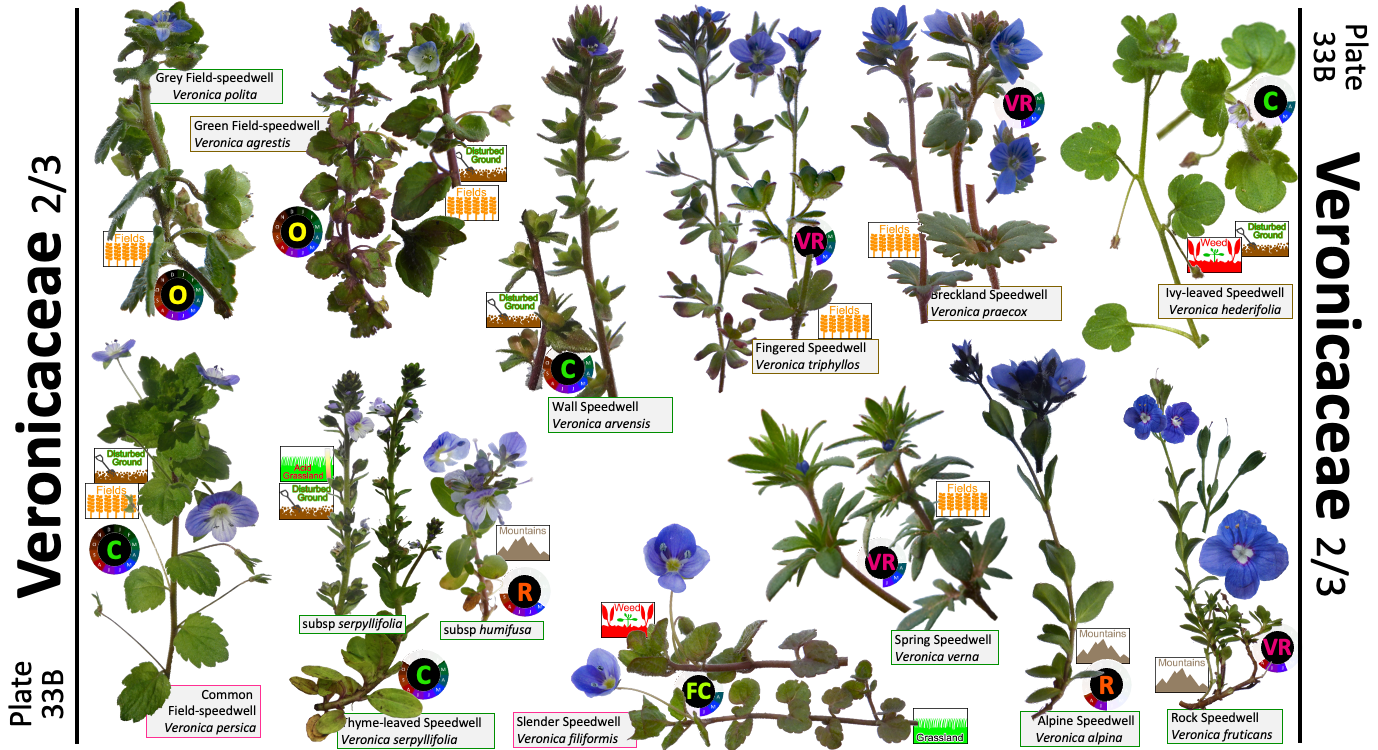 Veronicaceae 2/3
Plate
33B
Plate
33B
Veronicaceae 2/3
Grey Field-speedwell
Veronica polita
Fields
O
Green Field-speedwell
Veronica agrestis
Disturbed
Ground
Fields
O
Disturbed
Ground
C
Wall Speedwell
Veronica arvensis
VR
Fields
Fingered Speedwell
Veronica triphyllos
VR
Fields
Breckland Speedwell
Veronica praecox
C
Weed
Disturbed
Ground
Ivy-leaved Speedwell
Veronica hederifolia
Disturbed
Ground
Fields
C
Common
Field-speedwell
Veronica persica
Acid
Grassland
Disturbed
Ground
subsp serpyllifolia
Mountains
R
subsp humifusa
C
Thyme-leaved Speedwell
Veronica serpyllifolia
Weed
FC
Slender Speedwell
Veronica filiformis
Grassland
Fields
VR
Spring Speedwell
Veronica verna
Mountains
R
Alpine Speedwell
Veronica alpina
Mountains
VR
Rock Speedwell
Veronica fruticans